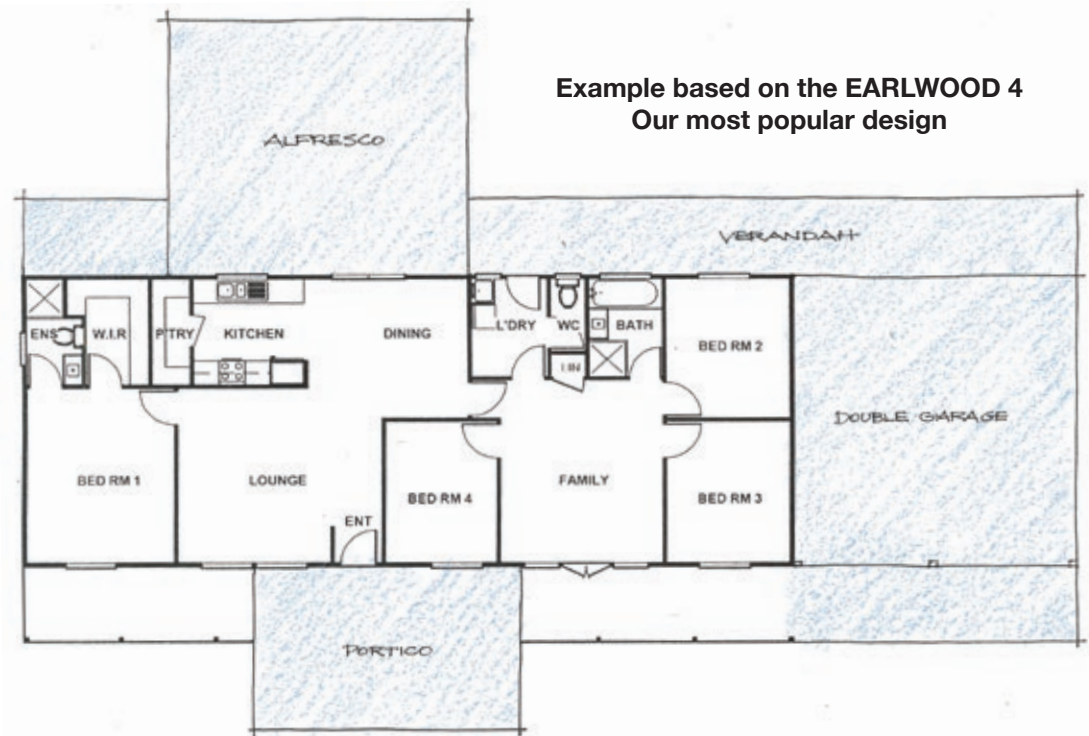 Example based on the EARLWOOD 4
Our most popular design
ALFRESCO
VERANDAH
ENS
W.I.R
P'TRY
KITCHEN
DINING
L'DRY
WC
BATH
LIN
BED RM 2
DOUBLE GARAGE
BED RM 1
LOUNGE
ENT
BED RM 4
FAMILY
BED RM 3
PORTICO